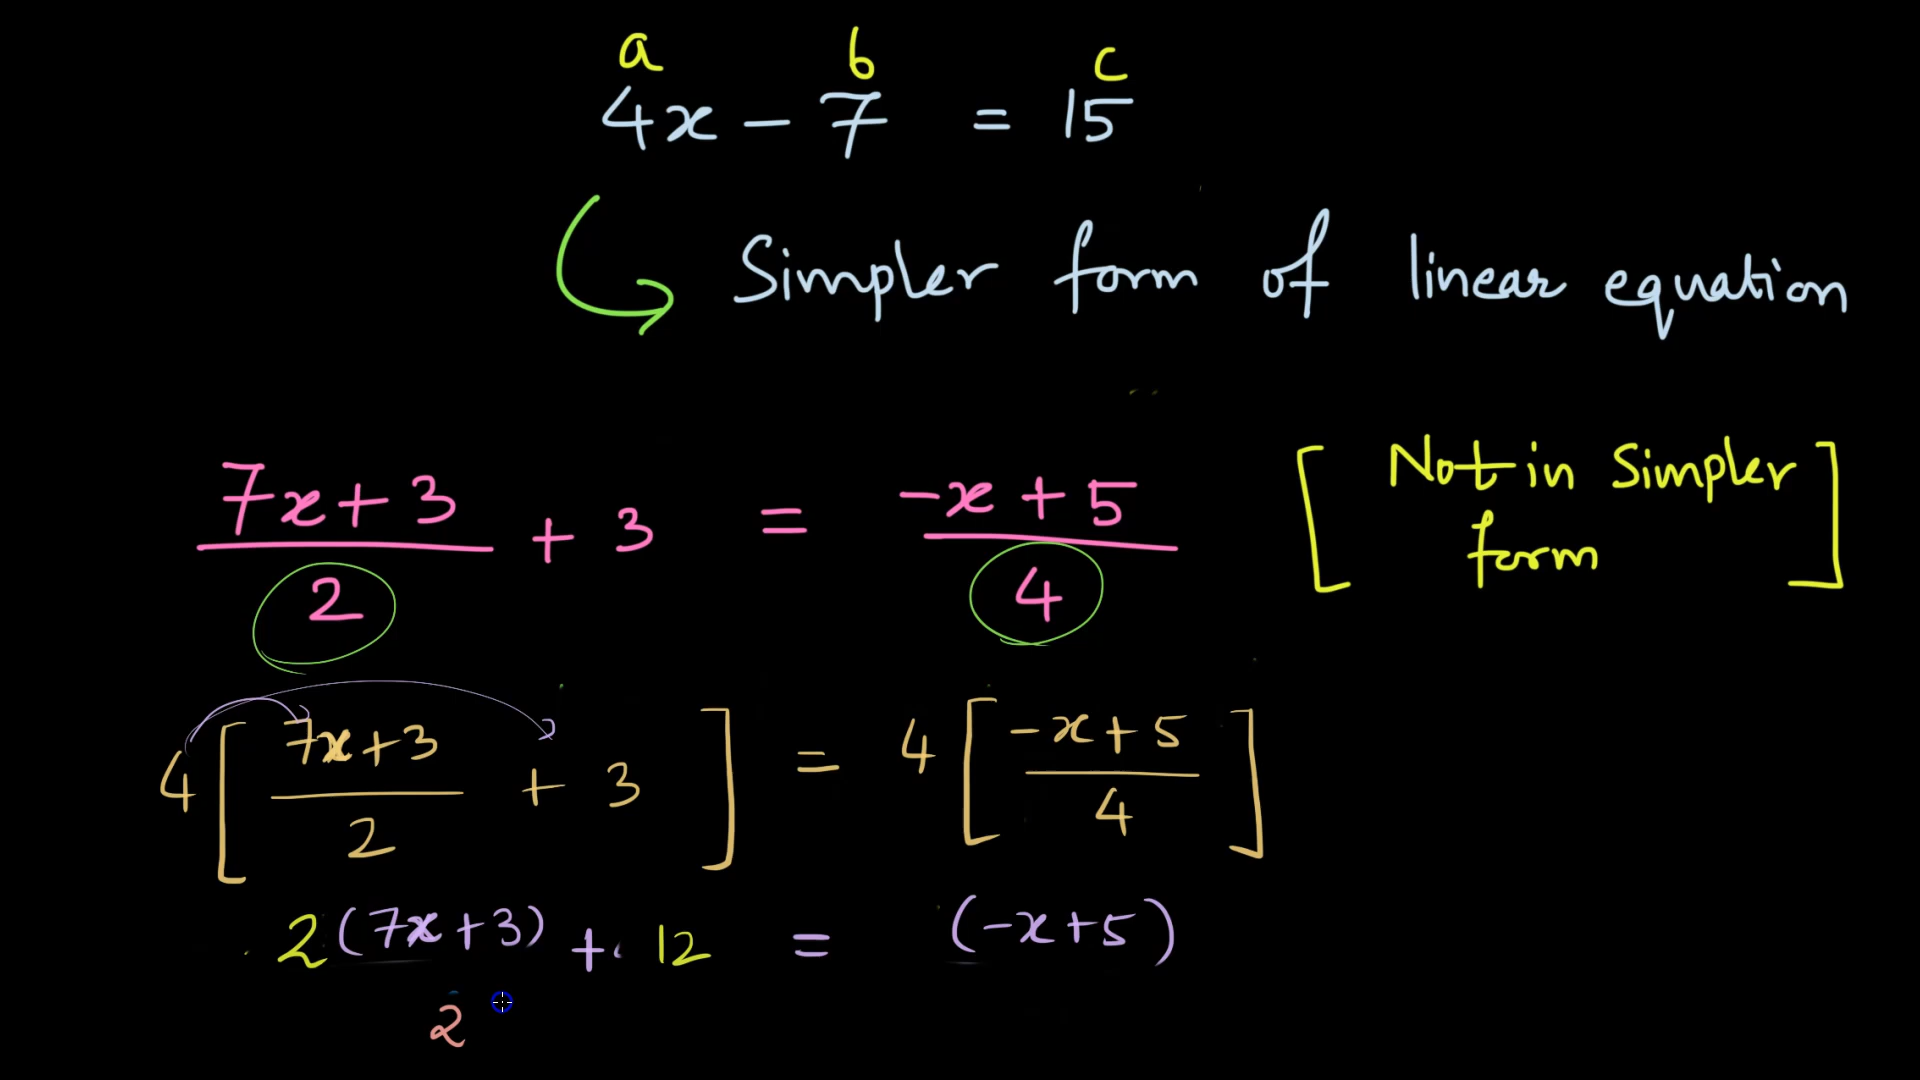 a b c
4x - 7 = 15
Simpler form of linear equation
7x+3/2 + 3 = -x+5/4 [Not in Simpler form]
4[7x+3/2 + 3] = 4[-x+5/4]
2(7x+3) + 12 = (-x+5)
2